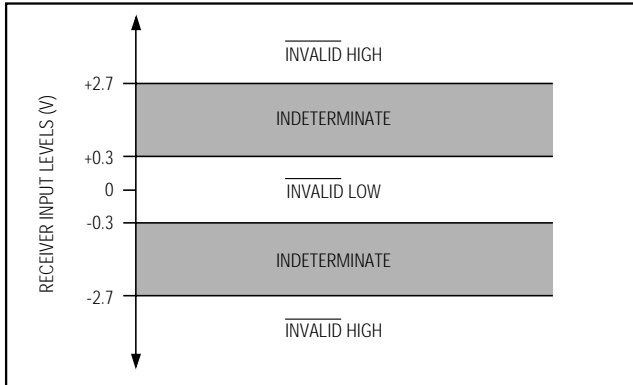 RECEIVER INPUT LEVELS (V)
INVALID HIGH
+2.7
INDETERMINATE
+0.3
0
INVALID LOW
-0.3
INDETERMINATE
-2.7
INVALID HIGH